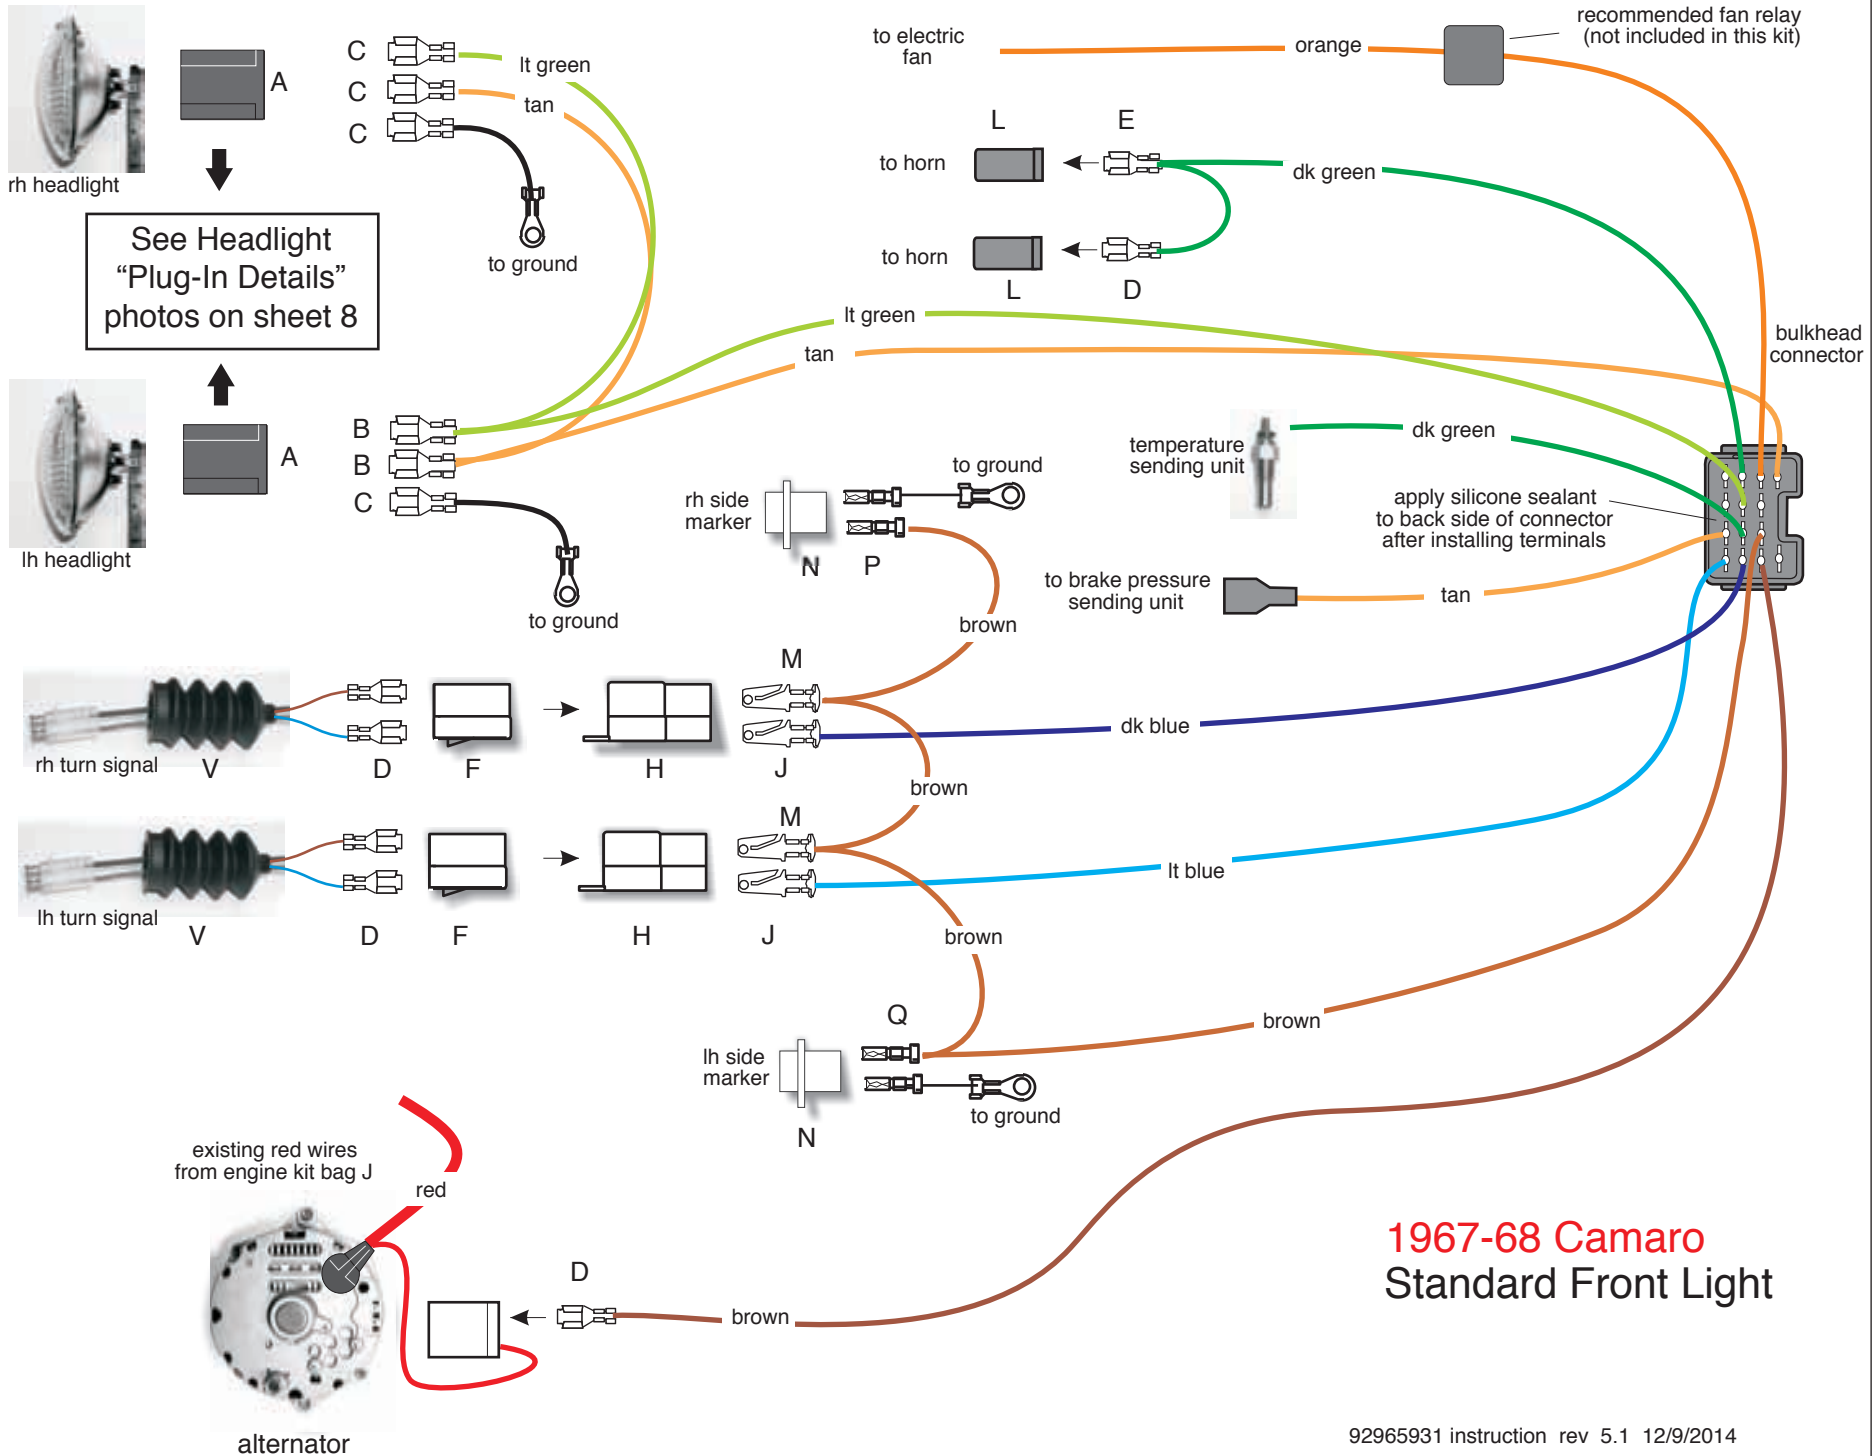 recommended fan relay
(not included in this kit)
to electric
fan
orange
C
lt green
A
C
tan
C
L
E
to horn
dk green
rh headlight
See Headlight
“Plug-In Details”
photos on sheet 8
to ground
to horn
L
D
lt green
bulkhead
connector
tan
B
A
B
C
temperature
sending unit
dk green
to ground
rh side
marker
apply silicone sealant
to back side of connector
after installing terminals
lh headlight
N
P
to brake pressure
sending unit
tan
to ground
brown
M
dk blue
rh turn signal
V
D
F
H
J
brown
M
lt blue
lh turn signal
V
D
F
H
J
brown
Q
brown
lh side
marker
to ground
N
existing red wires
from engine kit bag J
red
D
brown
1967-68 Camaro
Standard Front Light
alternator
92965931 instruction rev 5.1 12/9/2014